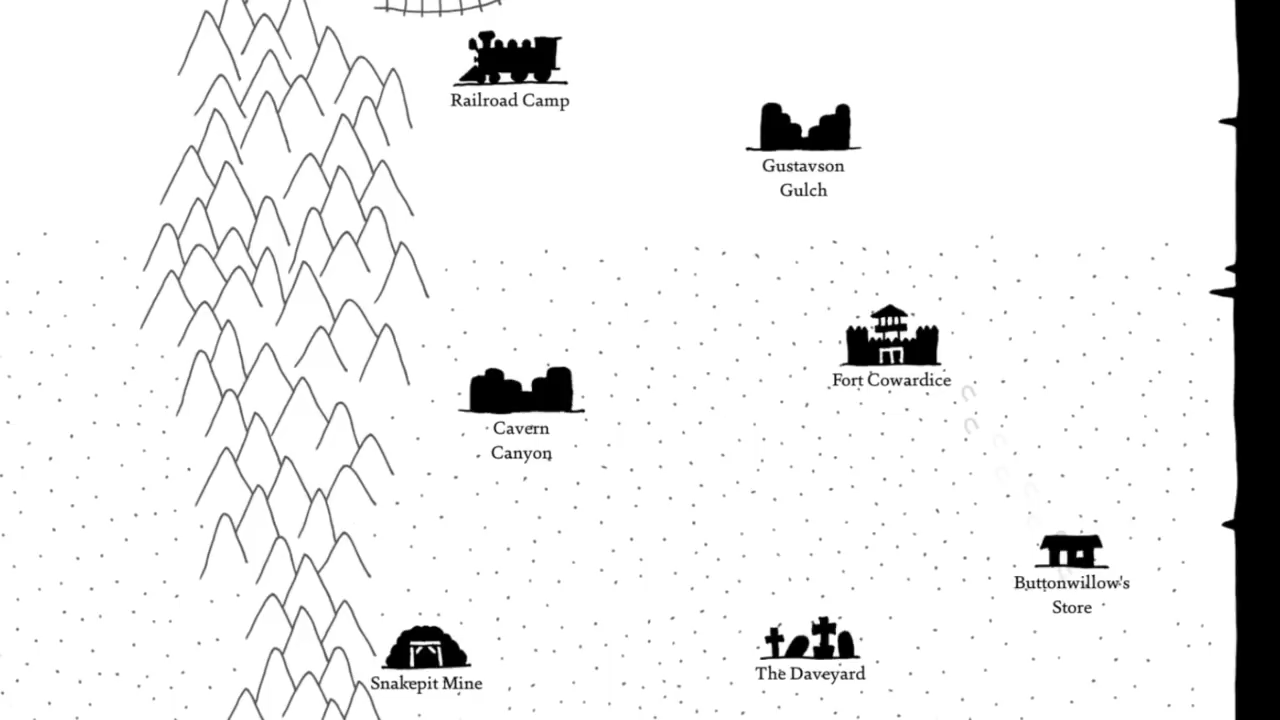 Railroad Camp
Gustavson
Gulch
Fort Cowardice
Cavern
Canyon
Buttonwillow's
Store
The Daveyard
Snakepit Mine